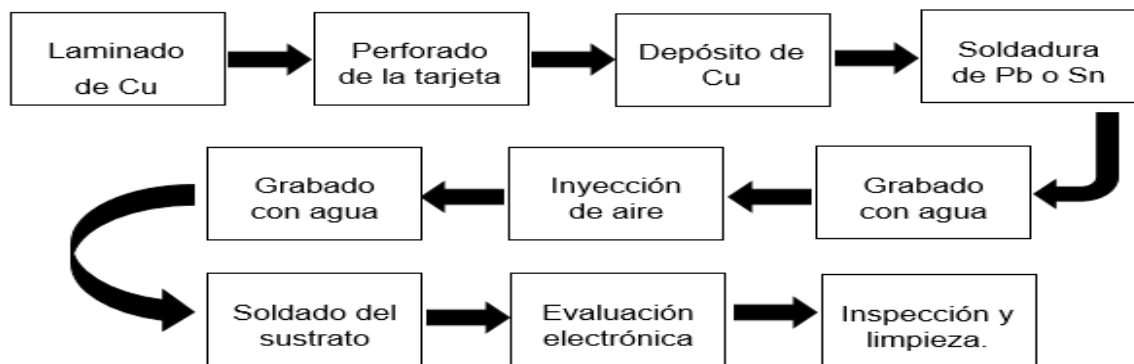 Laminado
de Cu
Perforado
de la tarjeta
Depósito de
Cu
Soldadura
de Pb o Sn
Grabado
con agua
Inyección
de aire
Grabado
con agua
Soldado del
sustrato
Evaluación
electrónica
Inspección y
limpieza.